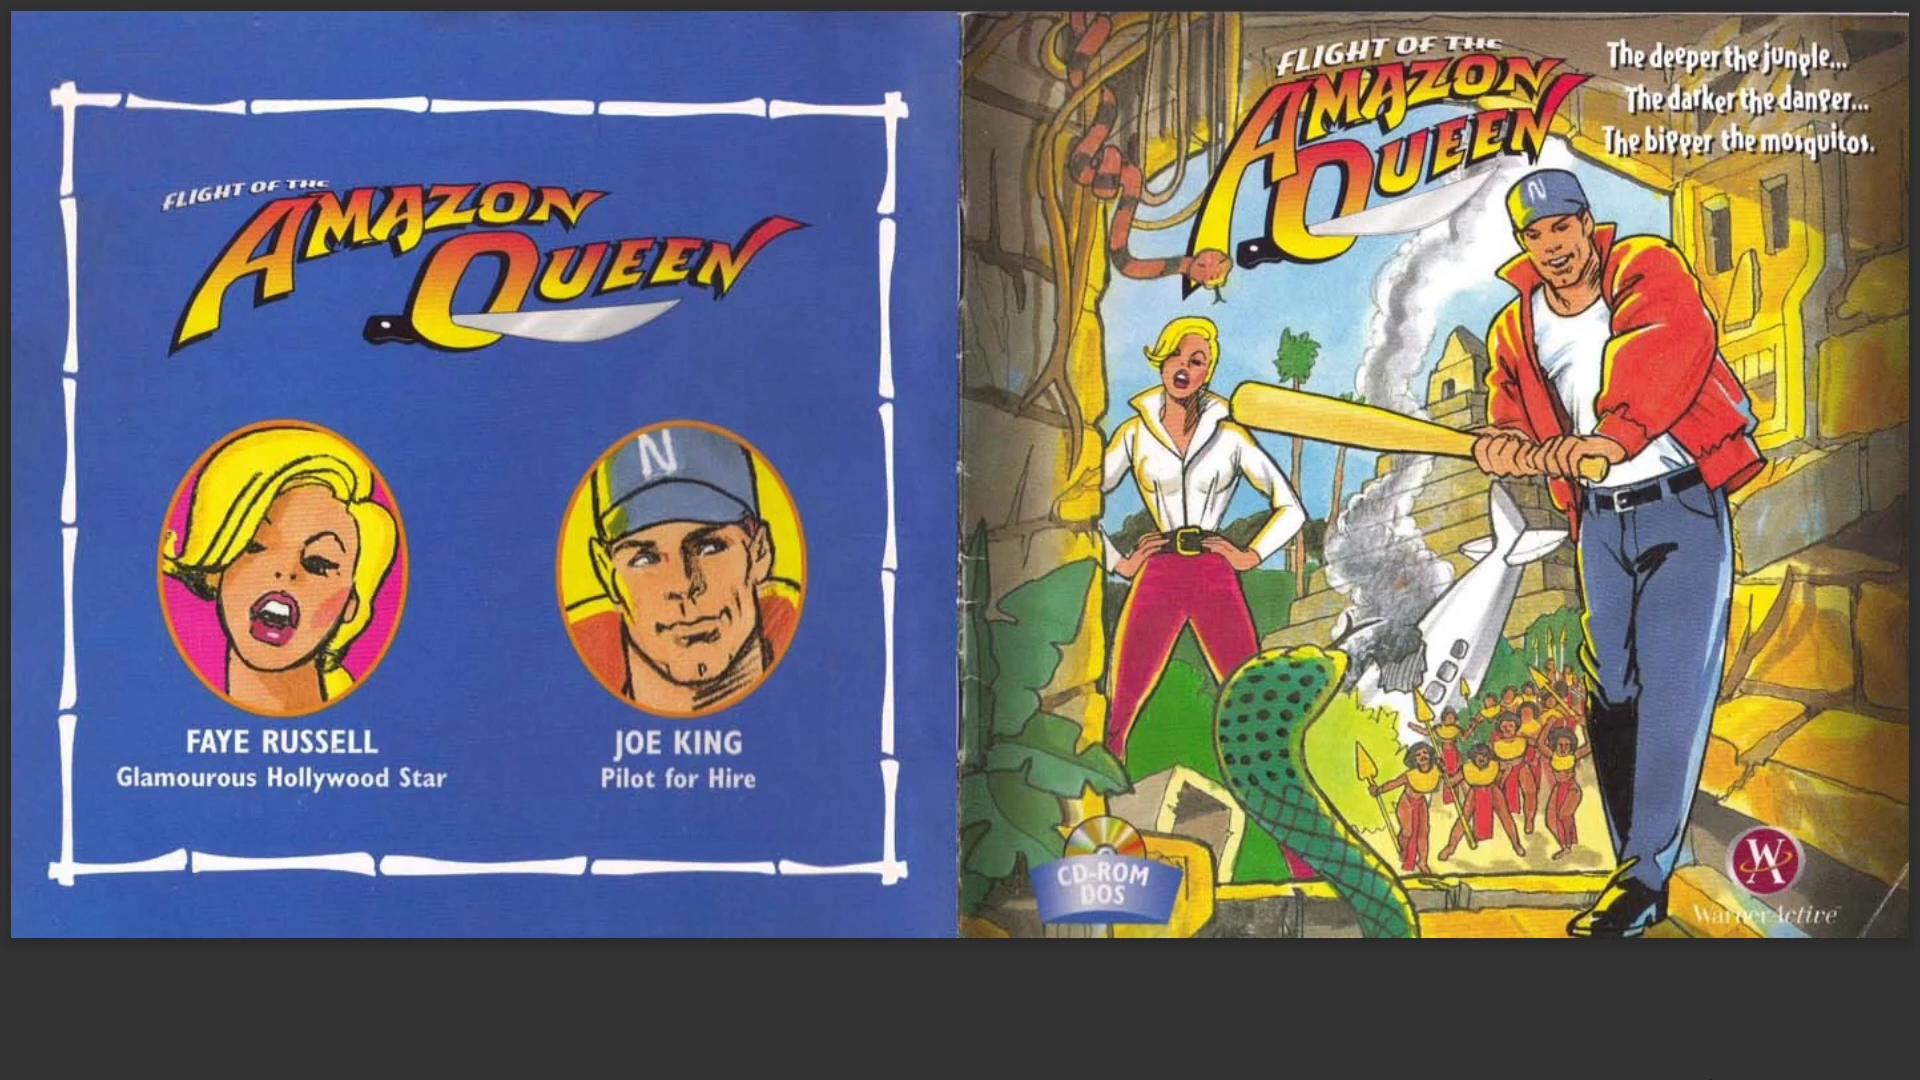 FLIGHT OF THE
AMAZON
QUEEN
N
FAYE RUSSELL
Glamourous Hollywood Star
JOE KING
Pilot for Hire
FLIGHT OF THE
AMAZON
QUEEN
The deeper the jungle...
The darker the danger...
The bigger the mosquitos.
N
CD-ROM
DOS
WA
WarnerActive™